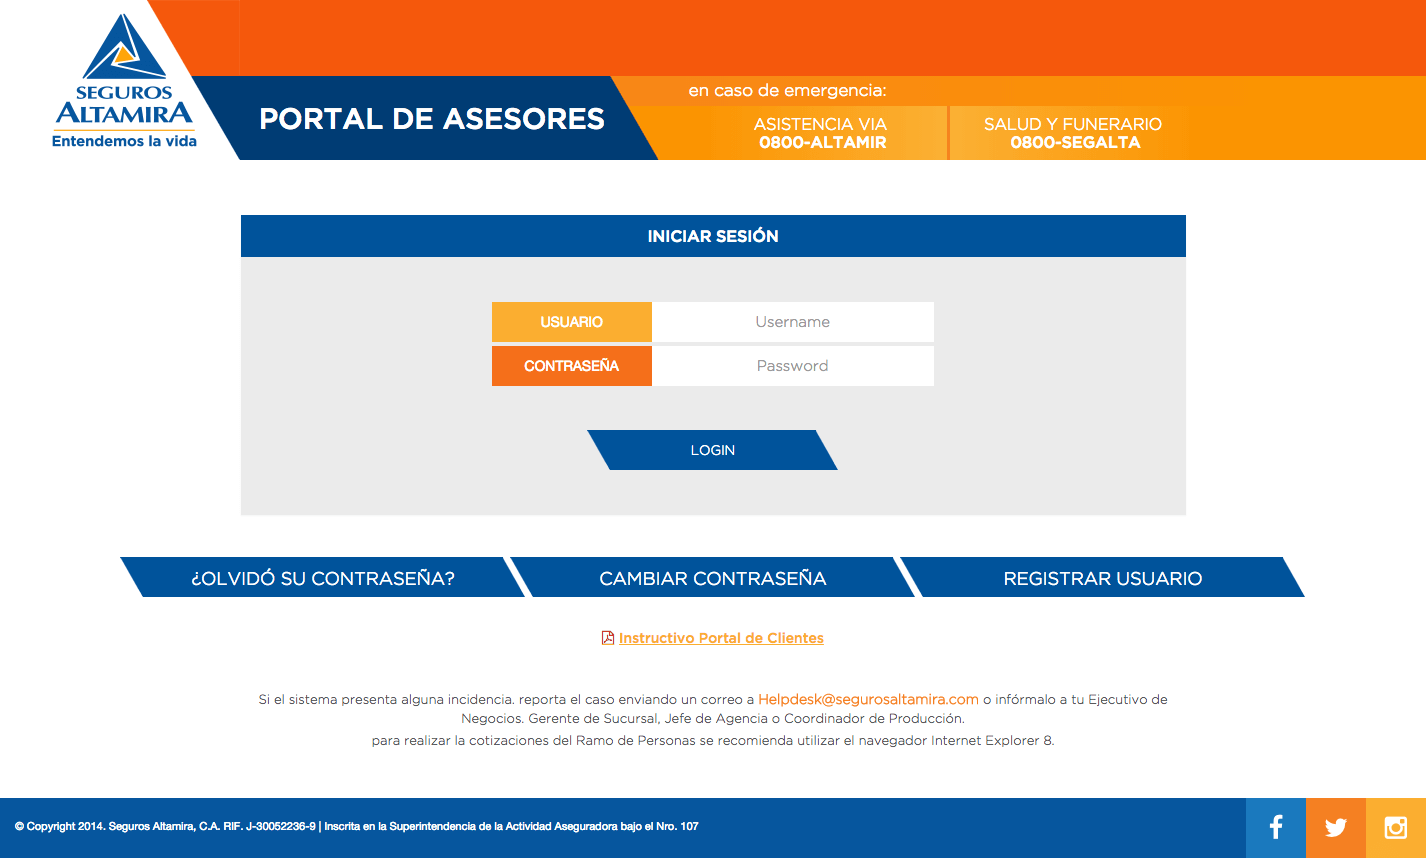 SEGUROS
ALTAMIRA
Entendemos la vida
PORTAL DE ASESORES
en caso de emergencia:
ASISTENCIA VIA
0800-ALTAMIR
SALUD Y FUNERARIO
0800-SEGALTA
INICIAR SESIÓN
USUARIO Username
CONTRASEÑA Password
LOGIN
¿OLVIDÓ SU CONTRASEÑA? CAMBIAR CONTRASEÑA REGISTRAR USUARIO
Instructivo Portal de Clientes
Si el sistema presenta alguna incidencia. reporta el caso enviando un correo a Helpdesk@segurosaltamira.com o infórmalo a tu Ejecutivo de
Negocios. Gerente de Sucursal, Jefe de Agencia o Coordinador de Producción.
para realizar la cotizaciones del Ramo de Personas se recomienda utilizar el navegador Internet Explorer 8.
© Copyright 2014. Seguros Altamira, C.A. RIF. J-30052236-9 | Inscrita en la Superintendencia de la Actividad Aseguradora bajo el Nro. 107